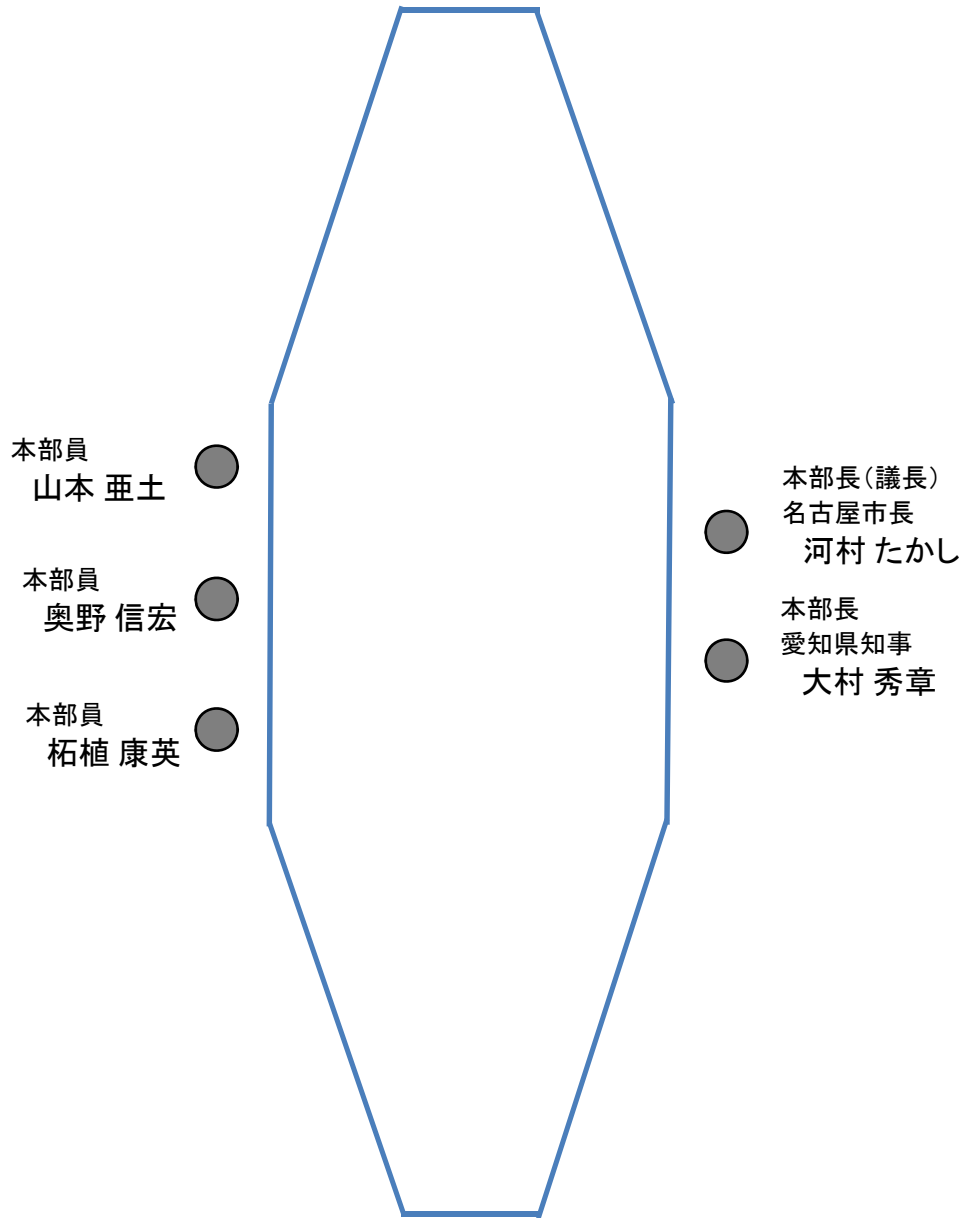 本部員
山本 亜土
本部員
奥野 信宏
本部員
柘植 康英
本部長（議長）
名古屋市長
河村 たかし
本部長
愛知県知事
大村 秀章